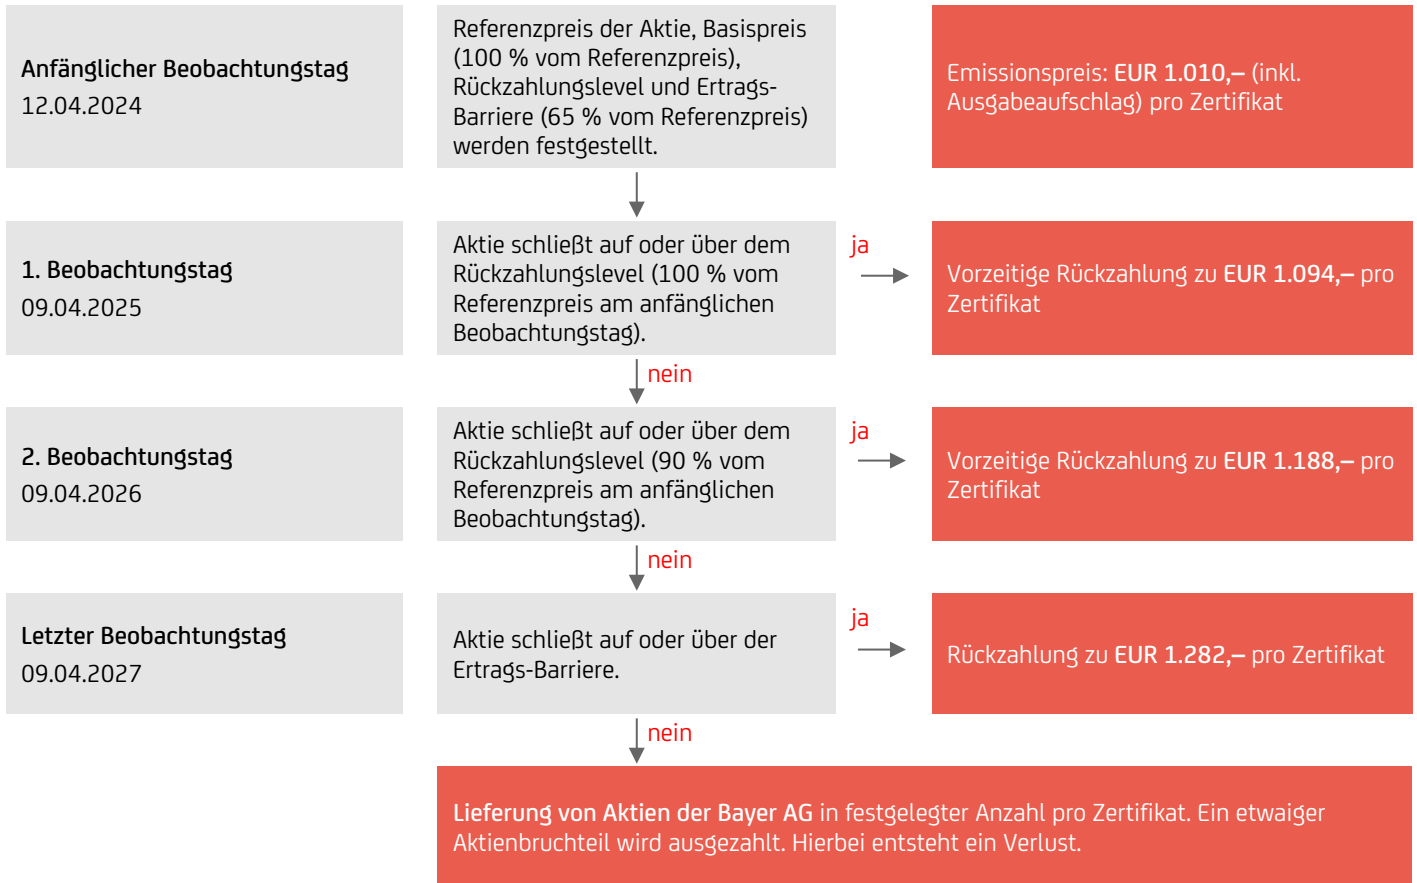 Anfänglicher Beobachtungstag
12.04.2024
Referenzpreis der Aktie, Basispreis
(100 % vom Referenzpreis),
Rückzahlungslevel und Ertrags-
Barriere (65 % vom Referenzpreis)
werden festgestellt.
Emissionspreis: EUR 1.010,– (inkl.
Ausgabeaufschlag) pro Zertifikat
1. Beobachtungstag
09.04.2025
Aktie schließt auf oder über dem
Rückzahlungslevel (100 % vom
Referenzpreis am anfänglichen
Beobachtungstag).
ja
Vorzeitige Rückzahlung zu EUR 1.094,– pro
Zertifikat
nein
2. Beobachtungstag
09.04.2026
Aktie schließt auf oder über dem
Rückzahlungslevel (90 % vom
Referenzpreis am anfänglichen
Beobachtungstag).
ja
Vorzeitige Rückzahlung zu EUR 1.188,– pro
Zertifikat
nein
Letzter Beobachtungstag
09.04.2027
Aktie schließt auf oder über der
Ertrags-Barriere.
ja
Rückzahlung zu EUR 1.282,– pro Zertifikat
nein
Lieferung von Aktien der Bayer AG in festgelegter Anzahl pro Zertifikat. Ein etwaiger
Aktienbruchteil wird ausgezahlt. Hierbei entsteht ein Verlust.